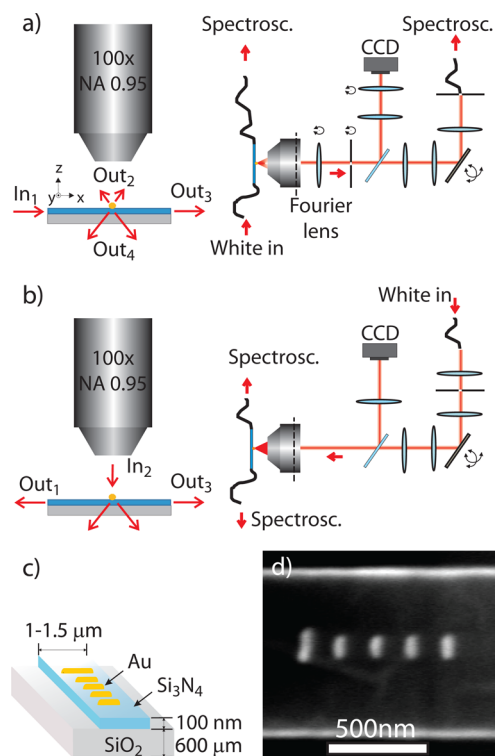 a)
100x
NA 0.95
z
y
x
In1
Out2
Out3
Out4
Spectrosc.
CCD
Spectrosc.
Fourier
lens
White in
b)
100x
NA 0.95
In2
Out1
Out3
White in
CCD
Spectrosc.
Spectrosc.
c)
1-1.5 µm
Au
Si3N4
100 nm
SiO2
600 µm
d)
500nm